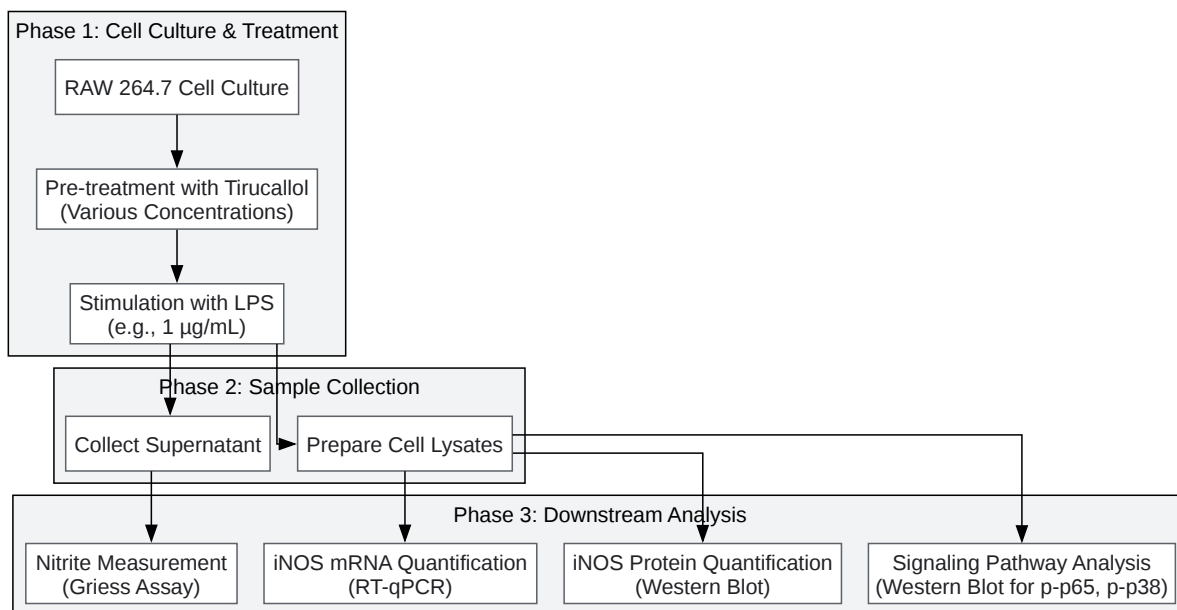 Phase 1: Cell Culture & Treatment
RAW 264.7 Cell Culture
Pre-treatment with Tirucallol
(Various Concentrations)
Stimulation with LPS
(e.g., 1 µg/mL)
Phase 2: Sample Collection
Collect Supernatant
Prepare Cell Lysates
Phase 3: Downstream Analysis
Nitrite Measurement
(Griess Assay)
iNOS mRNA Quantification
(RT-qPCR)
iNOS Protein Quantification
(Western Blot)
Signaling Pathway Analysis
(Western Blot for p-p65, p-p38)